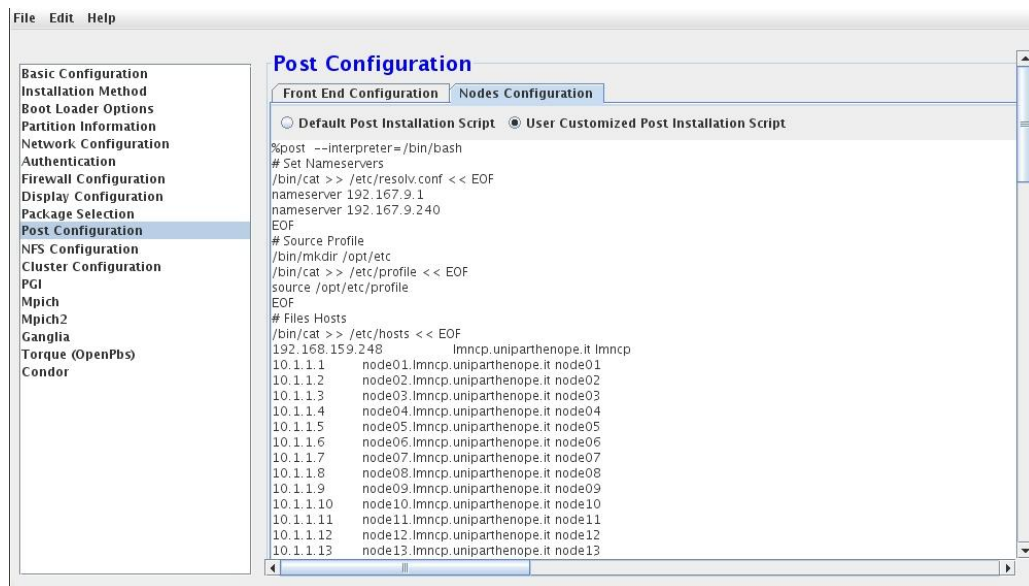 File Edit Help
Basic Configuration
Installation Method
Boot Loader Options
Partition Information
Network Configuration
Authentication
Firewall Configuration
Display Configuration
Package Selection
Post Configuration
NFS Configuration
Cluster Configuration
PGI
Mpich
Mpich2
Ganglia
Torque (OpenPbs)
Condor
Post Configuration
Front End Configuration Nodes Configuration
Default Post Installation Script User Customized Post Installation Script
%post --interpreter=/bin/bash
# Set Nameservers
/bin/cat >> /etc/resolv.conf << EOF
nameserver 192.167.9.1
nameserver 192.167.9.240
EOF
# Source Profile
/bin/mkdir /opt/etc
/bin/cat >> /etc/profile << EOF
source /opt/etc/profile
EOF
# Files Hosts
/bin/cat >> /etc/hosts << EOF
192.168.159.248 lmncp.uniparthenope.it lmncp
10.1.1.1 node01.lmncp.uniparthenope.it node01
10.1.1.2 node02.lmncp.uniparthenope.it node02
10.1.1.3 node03.lmncp.uniparthenope.it node03
10.1.1.4 node04.lmncp.uniparthenope.it node04
10.1.1.5 node05.lmncp.uniparthenope.it node05
10.1.1.6 node06.lmncp.uniparthenope.it node06
10.1.1.7 node07.lmncp.uniparthenope.it node07
10.1.1.8 node08.lmncp.uniparthenope.it node08
10.1.1.9 node09.lmncp.uniparthenope.it node09
10.1.1.10 node10.lmncp.uniparthenope.it node10
10.1.1.11 node11.lmncp.uniparthenope.it node11
10.1.1.12 node12.lmncp.uniparthenope.it node12
10.1.1.13 node13.lmncp.uniparthenope.it node13